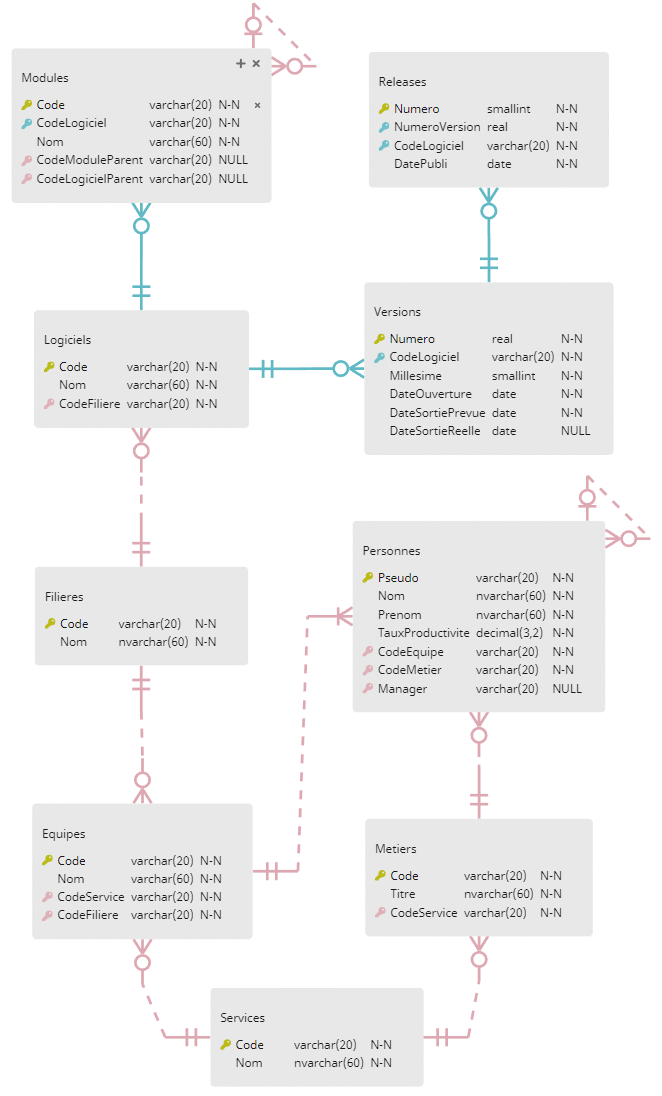 Modules
Code varchar(20) N-N
CodeLogiciel varchar(20) N-N
Nom varchar(60) N-N
CodeModuleParent varchar(20) NULL
CodeLogicielParent varchar(20) NULL
Releases
Numero smallint N-N
NumeroVersion real N-N
CodeLogiciel varchar(20) N-N
DatePubli date N-N
Logiciels
Code varchar(20) N-N
Nom varchar(60) N-N
CodeFiliere varchar(20) N-N
Versions
Numero real N-N
CodeLogiciel varchar(20) N-N
Millesime smallint N-N
DateOuverture date N-N
DateSortiePrevue date N-N
DateSortieReelle date NULL
Filieres
Code varchar(20) N-N
Nom nvarchar(60) N-N
Personnes
Pseudo varchar(20) N-N
Nom nvarchar(60) N-N
Prenom nvarchar(60) N-N
TauxProductivite decimal(3,2) N-N
CodeEquipe varchar(20) N-N
CodeMetier varchar(20) N-N
Manager varchar(20) NULL
Equipes
Code varchar(20) N-N
Nom varchar(60) N-N
CodeService varchar(20) N-N
CodeFiliere varchar(20) N-N
Metiers
Code varchar(20) N-N
Titre nvarchar(60) N-N
CodeService varchar(20) N-N
Services
Code varchar(20) N-N
Nom nvarchar(60) N-N